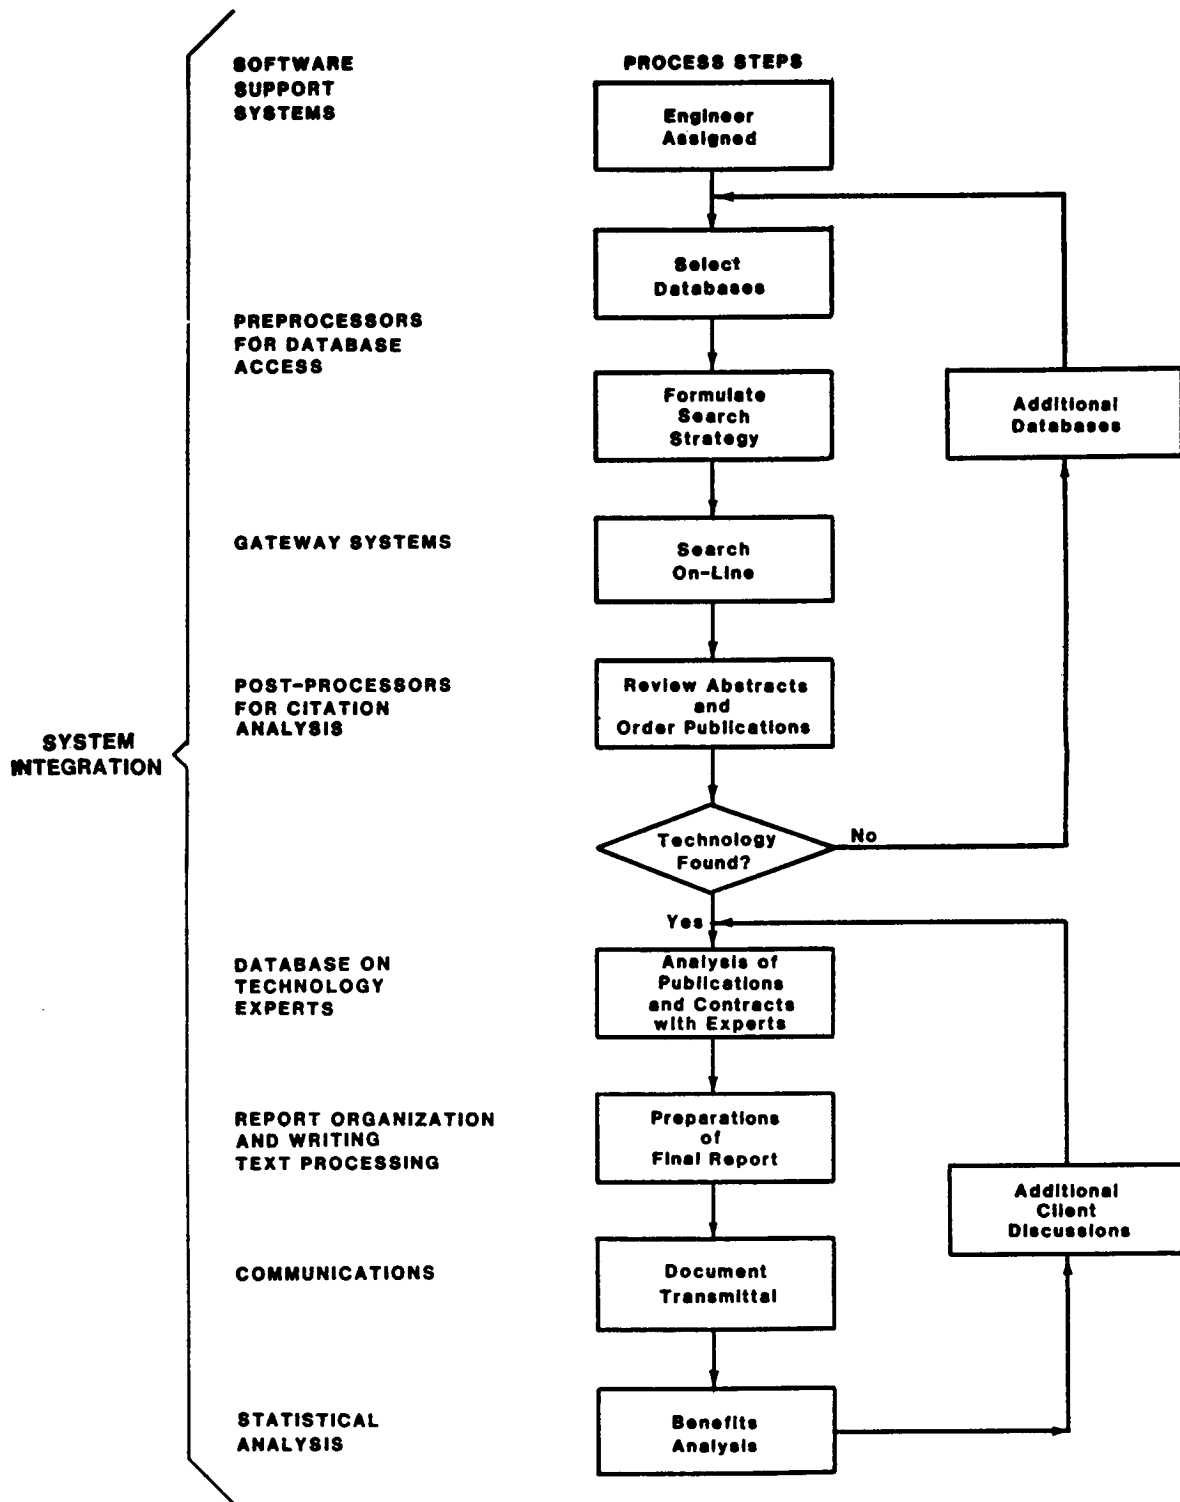 SOFTWARE
SUPPORT
SYSTEMS
PROCESS STEPS
Engineer
Assigned
Select
Databases
PREPROCESSORS
FOR DATABASE
ACCESS
Formulate
Search
Strategy
Additional
Databases
GATEWAY SYSTEMS
Search
On-Line
POST-PROCESSORS
FOR CITATION
ANALYSIS
Review Abstracts
and
Order Publications
SYSTEM
INTEGRATION
Technology
Found?
No
Yes
DATABASE ON
TECHNOLOGY
EXPERTS
Analysis of
Publications
and Contracts
with Experts
REPORT ORGANIZATION
AND WRITING
TEXT PROCESSING
Preparations
of
Final Report
Additional
Client
Discussions
COMMUNICATIONS
Document
Transmittal
STATISTICAL
ANALYSIS
Benefits
Analysis